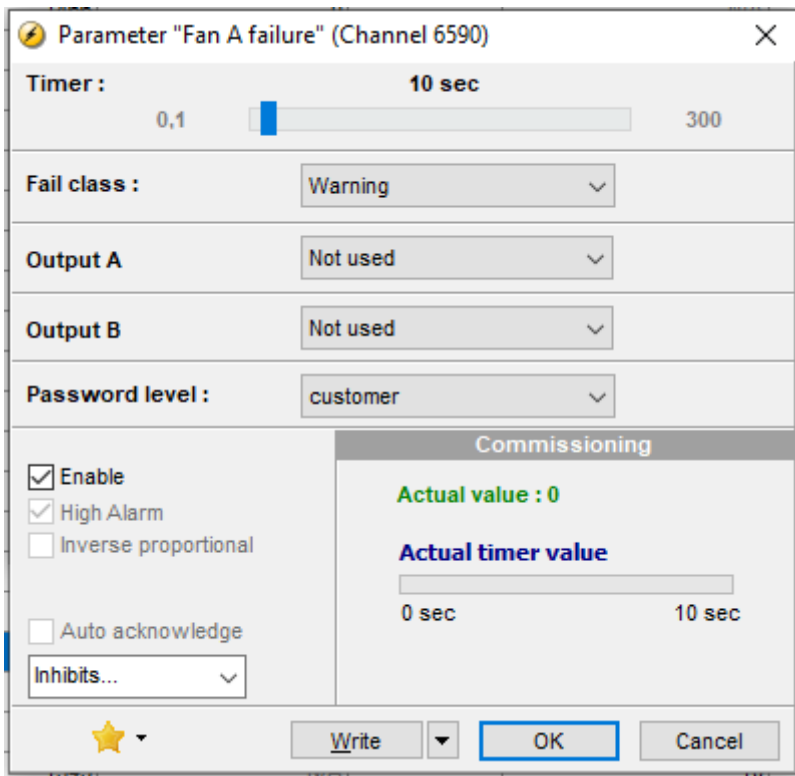 Parameter "Fan A failure" (Channel 6590)
Timer :
10 sec
0,1
300
Fail class :
Warning
Output A
Not used
Output B
Not used
Password level :
customer
Commissioning
Enable
High Alarm
Inverse proportional
Actual value : 0
Actual timer value
0 sec
10 sec
Auto acknowledge
Inhibits...
Write
OK
Cancel